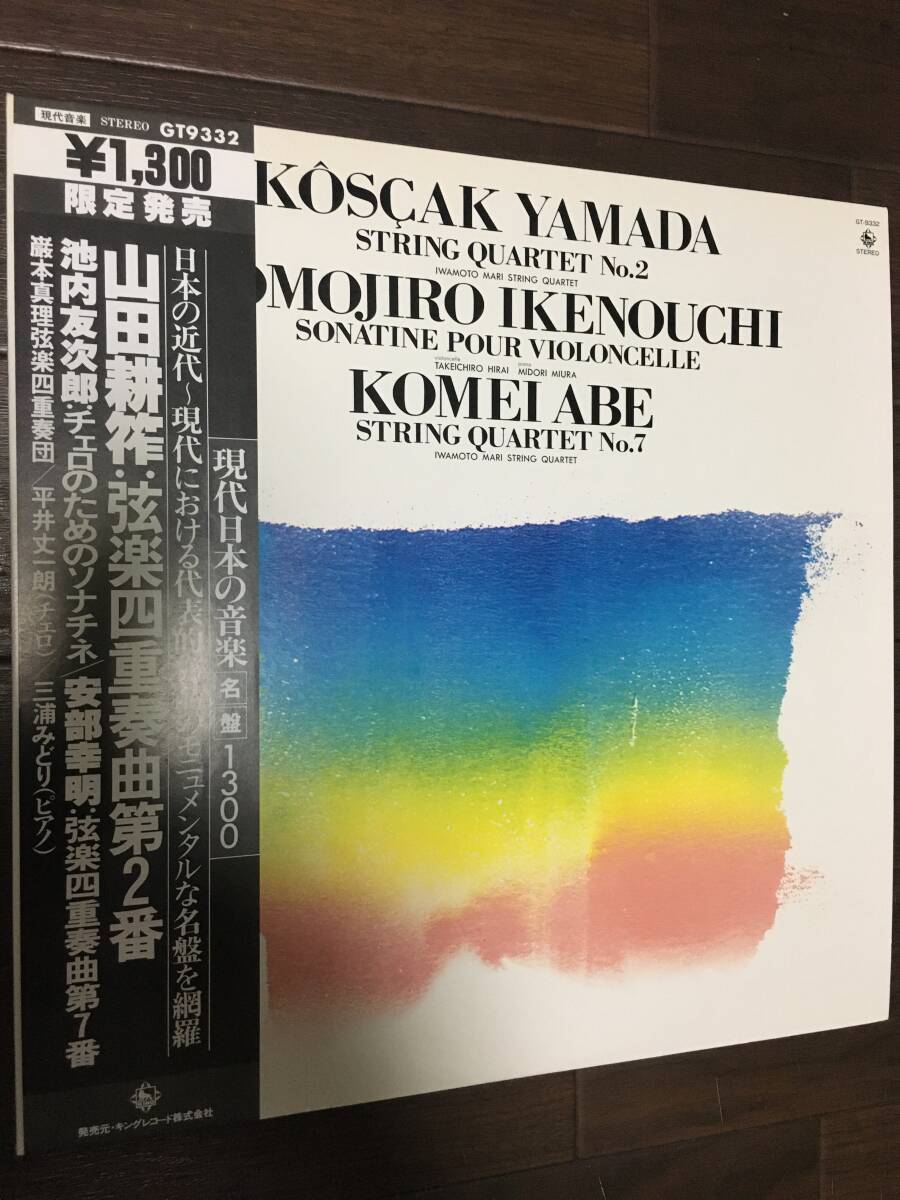 現代音楽 STEREO GT9332
¥1,300
限定発売
現代日本の音楽 名盤 1300
日本の近代〜現代における代表的
のモニュメンタルな名盤を網羅
山田耕筰:弦楽四重奏曲第2番
池内友次郎:チェロのためのソナチネ/安部幸明:弦楽四重奏曲第7番
巌本真理弦楽四重奏団/平井丈一朗(チェロ)/三浦みどり(ピアノ)
発売元・キングレコード株式会社
KÔSÇAK YAMADA
STRING QUARTET No.2
IWAMOTO MARI STRING QUARTET
OMOJIRO IKENOUCHI
SONATINE POUR VIOLONCELLE
violoncelle piano
TAKEICHIRO HIRAI MIDORI MIURA
KOMEI ABE
STRING QUARTET No.7
IWAMOTO MARI STRING QUARTET
GT-9332
STEREO